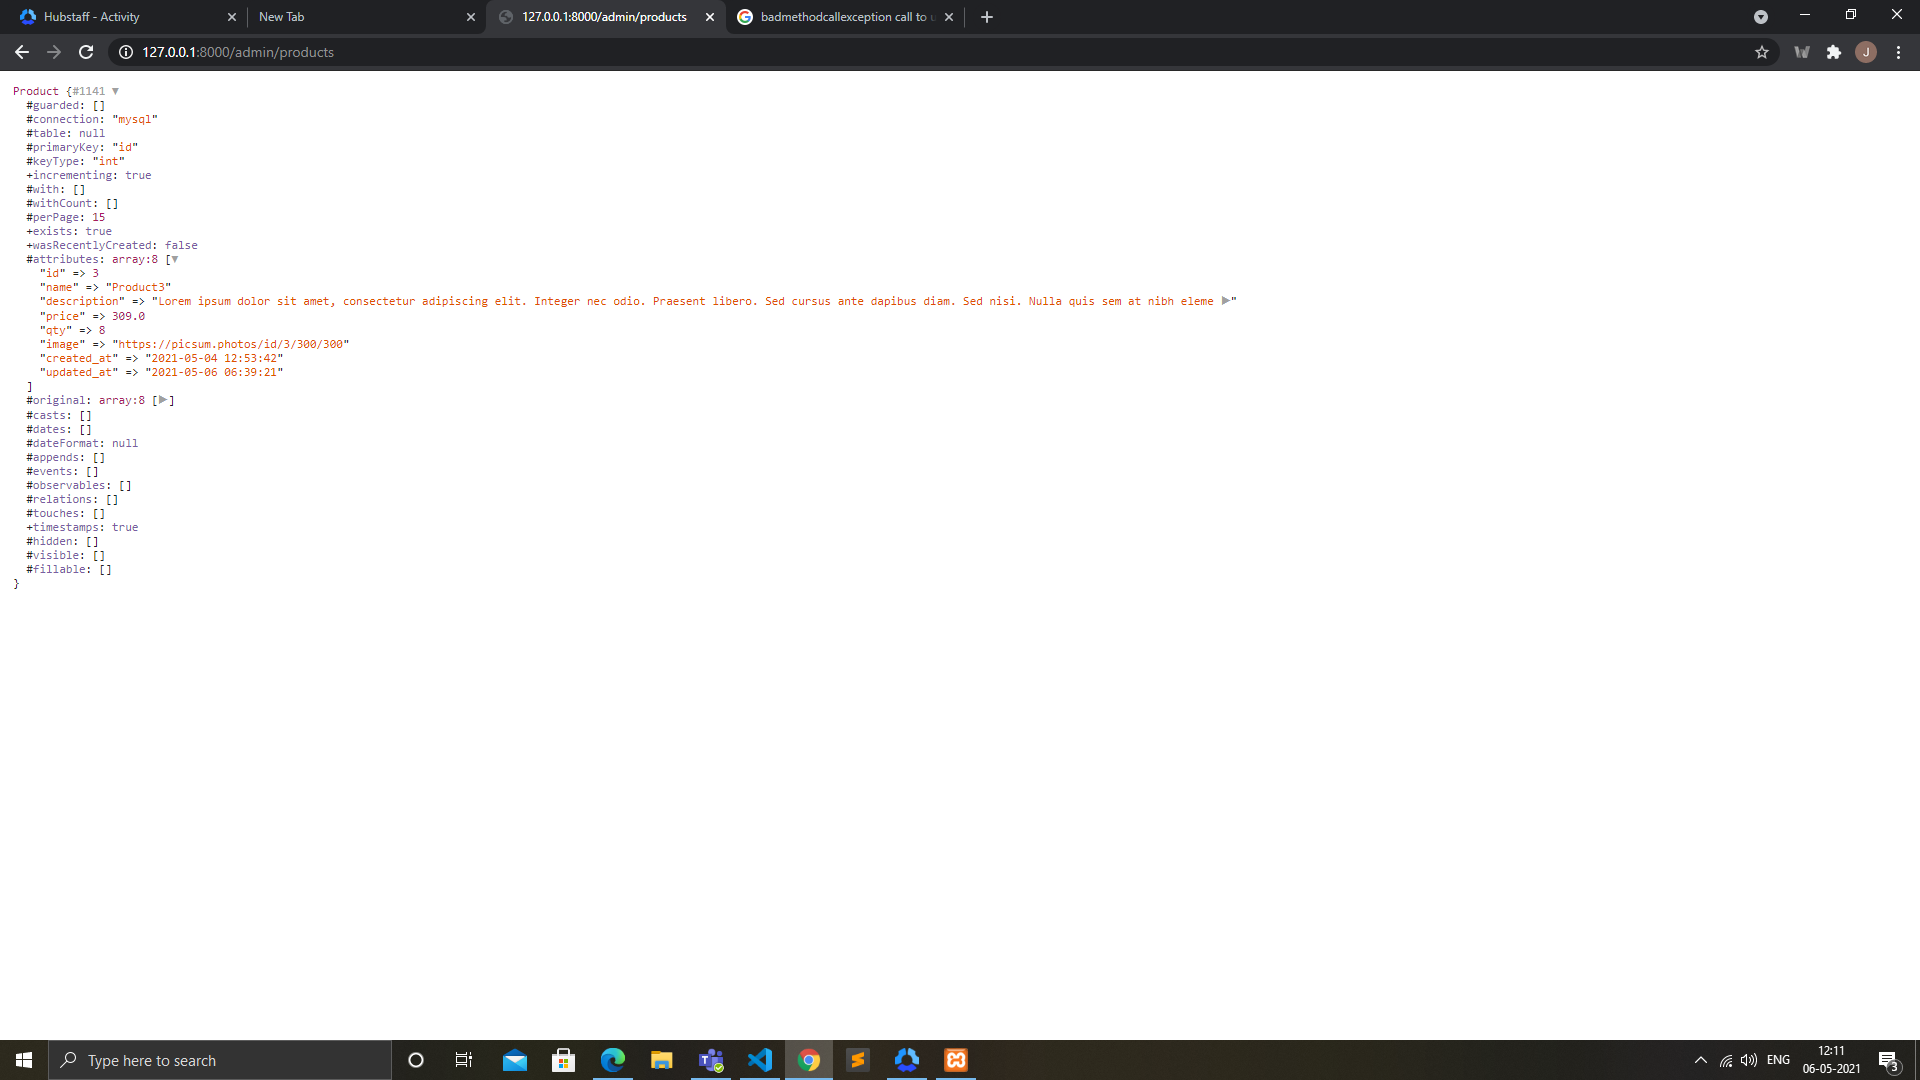 Hubstaff - Activity
New Tab
127.0.0.1:8000/admin/products
badmethodcallexception call to u
127.0.0.1:8000/admin/products
J
Product {#1141 ▼
#guarded: []
#connection: "mysql"
#table: null
#primaryKey: "id"
#keyType: "int"
+incrementing: true
#with: []
#withCount: []
#perPage: 15
+exists: true
+wasRecentlyCreated: false
#attributes: array:8 [▼
"id" => 3
"name" => "Product3"
"description" => "Lorem ipsum dolor sit amet, consectetur adipiscing elit. Integer nec odio. Praesent libero. Sed cursus ante dapibus diam. Sed nisi. Nulla quis sem at nibh eleme ▶"
"price" => 309.0
"qty" => 8
"image" => "https://picsum.photos/id/3/300/300"
"created_at" => "2021-05-04 12:53:42"
"updated_at" => "2021-05-06 06:39:21"
]
#original: array:8 [▶]
#casts: []
#dates: []
#dateFormat: null
#appends: []
#events: []
#observables: []
#relations: []
#touches: []
+timestamps: true
#hidden: []
#visible: []
#fillable: []
}
Type here to search
ENG
12:11
06-05-2021
3